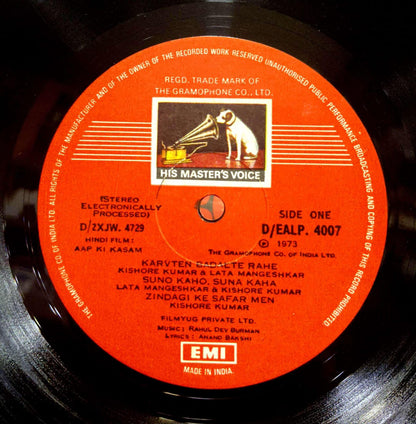 ALL RIGHTS OF THE MANUFACTURER AND OF THE OWNER OF THE RECORDED WORK RESERVED UNAUTHORISED PUBLIC PERFORMANCE BROADCASTING AND COPYING OF THIS RECORD PROHIBITED
REGD. TRADE MARK OF
THE GRAMOPHONE CO., LTD.
HIS MASTER'S VOICE
(STEREO
ELECTRONICALLY
PROCESSED)
D/2XJW. 4729
HINDI FILM:
AAP KI KASAM
SIDE ONE
D/EALP. 4007
℗ 1973
THE GRAMOPHONE CO. OF INDIA LTD.
KARVTEN BADALTE RAHE
KISHORE KUMAR & LATA MANGESHKAR
SUNO KAHO, SUNA KAHA
LATA MANGESHKAR & KISHORE KUMAR
ZINDAGI KE SAFAR MEN
KISHORE KUMAR
FILMYUG PRIVATE LTD.
MUSIC: RAHUL DEV BURMAN
LYRICS: ANAND BAKSHI
EMI
MADE IN INDIA.
THE GRAMOPHONE CO. OF INDIA LTD.